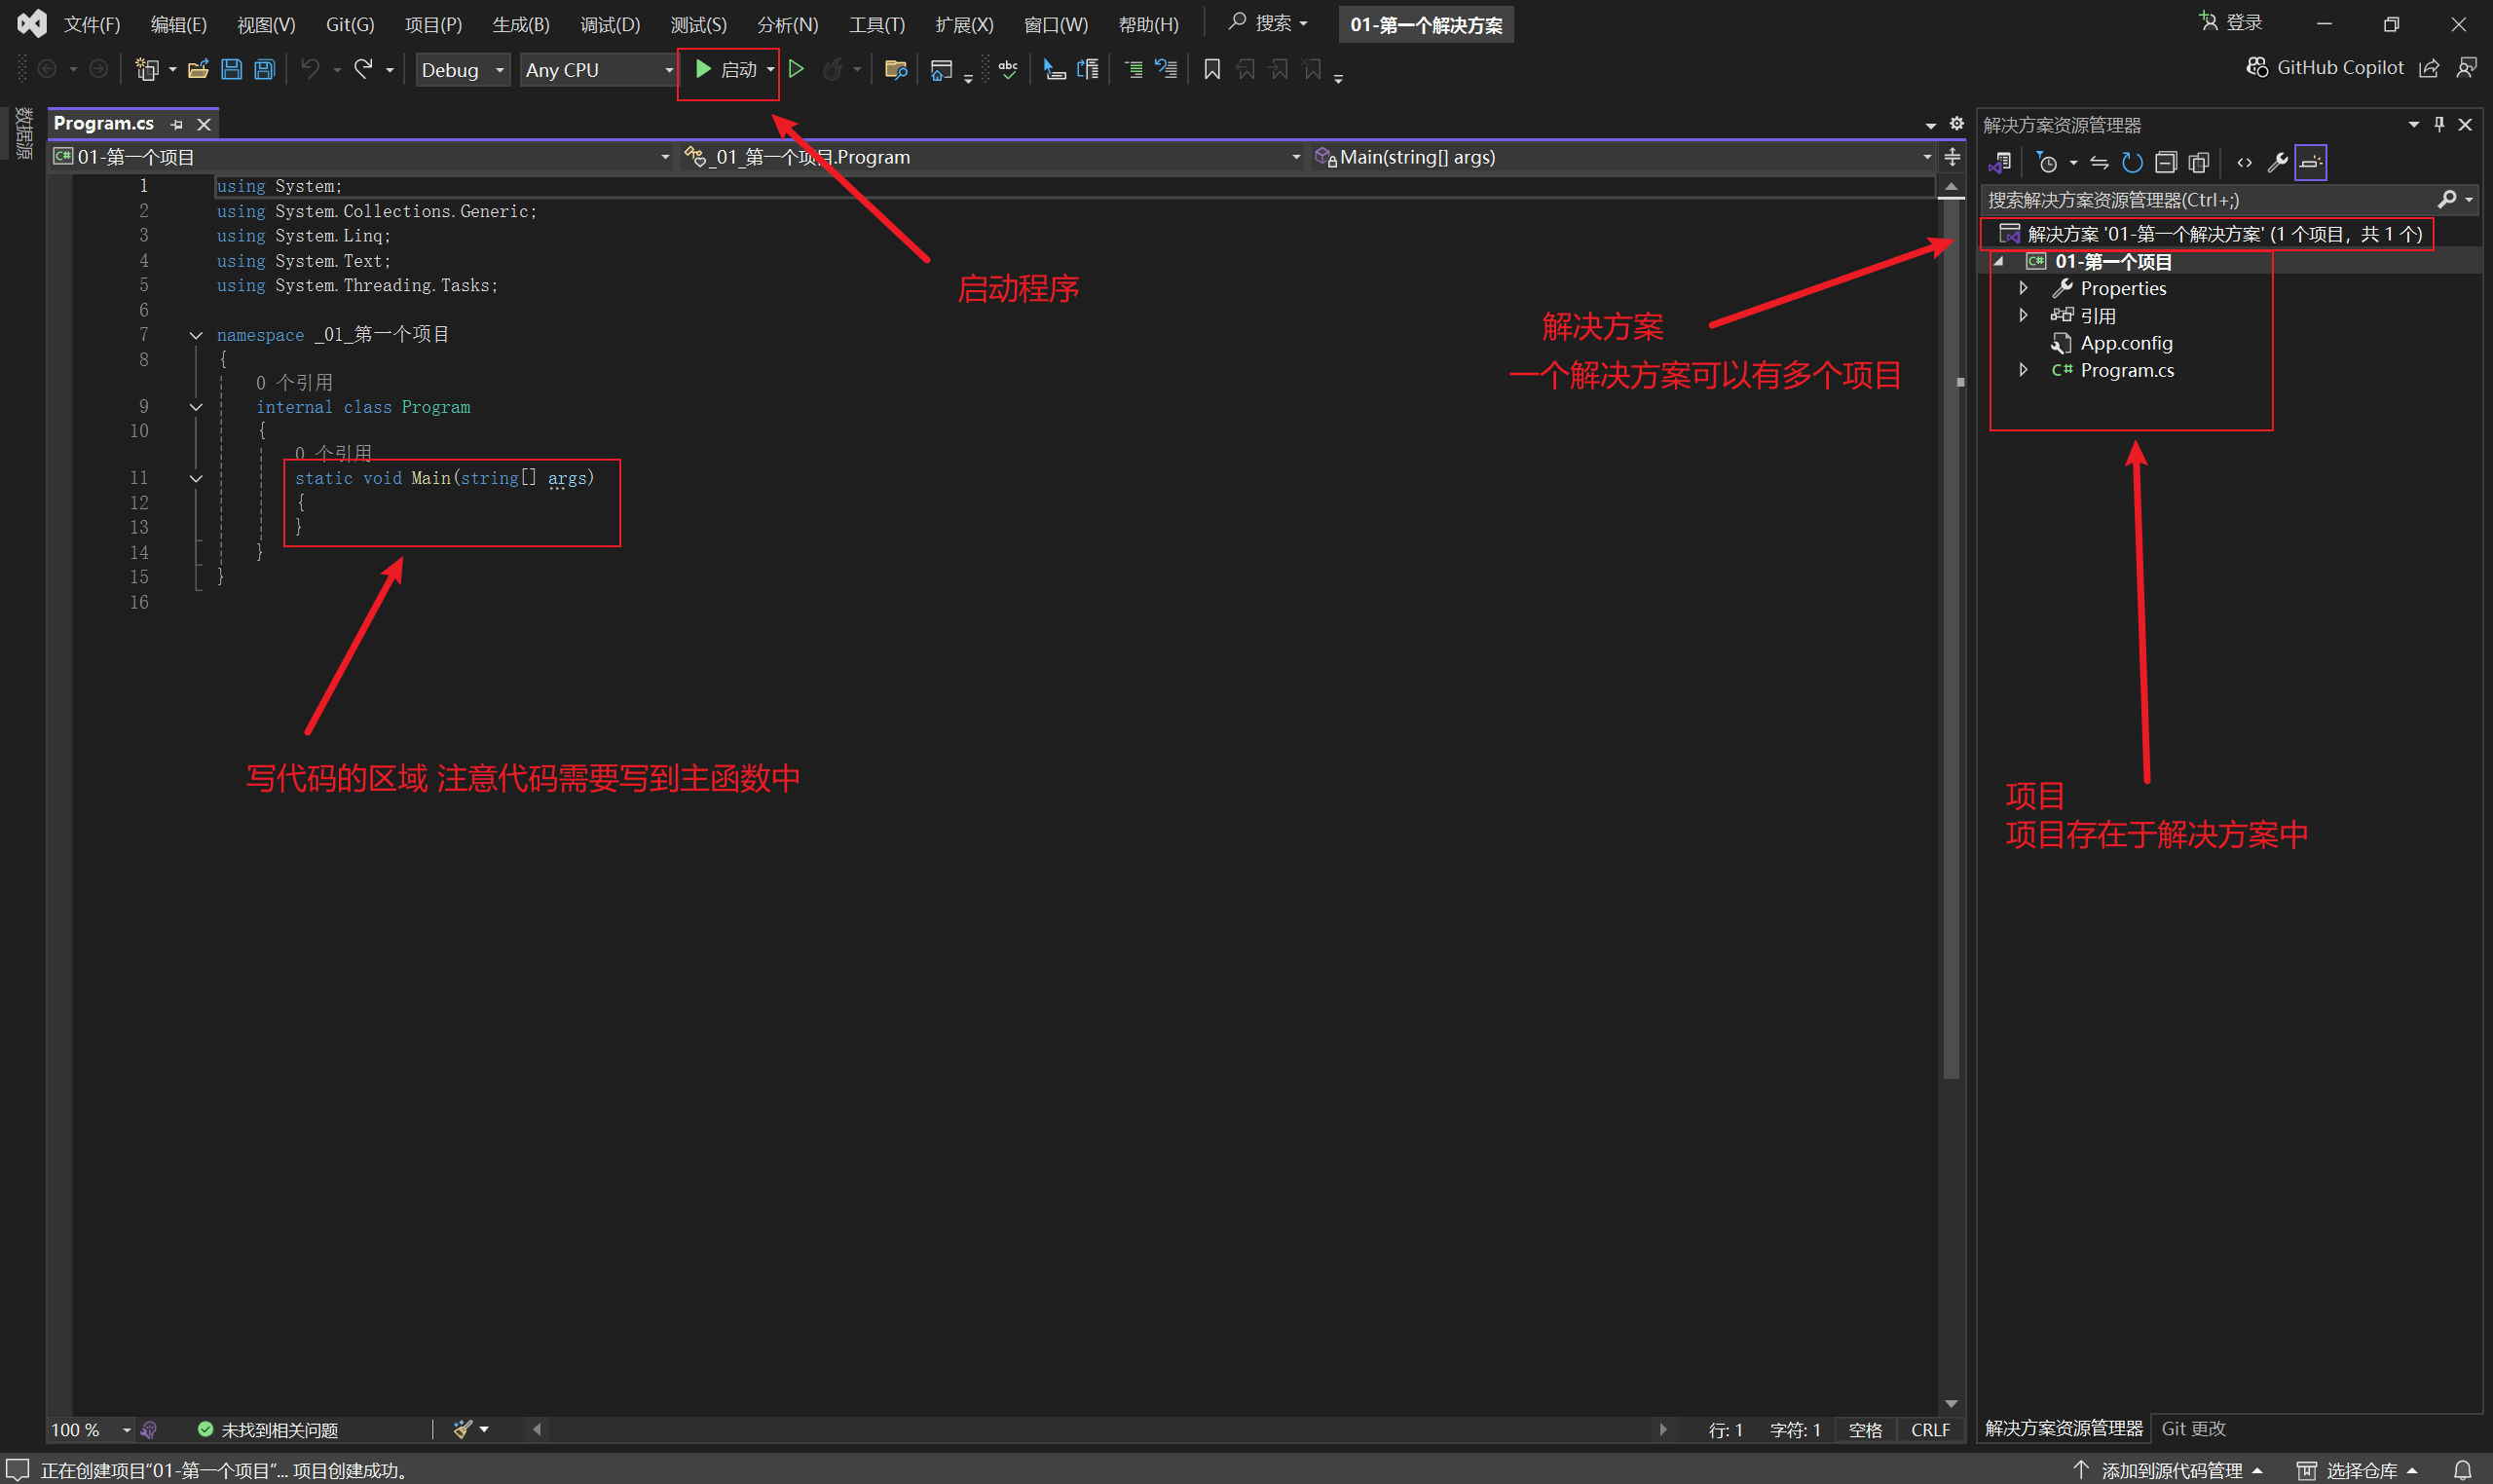 文件(F) 编辑(E) 视图(V) Git(G) 项目(P) 生成(B) 调试(D) 测试(S) 分析(N) 工具(T) 扩展(X) 窗口(W) 帮助(H) 搜索 01-第一个解决方案 登录
Debug Any CPU 启动 abc GitHub Copilot
数据源
Program.cs
01-第一个项目 _01_第一个项目.Program Main(string[] args)
1 using System;
2 using System.Collections.Generic;
3 using System.Linq;
4 using System.Text;
5 using System.Threading.Tasks;
6
7 namespace _01_第一个项目
8 {
0 个引用
9 internal class Program
10 {
0 个引用
11 static void Main(string[] args)
12 {
13 }
14 }
15 }
16
启动程序
解决方案
一个解决方案可以有多个项目
写代码的区域 注意代码需要写到主函数中
解决方案资源管理器
搜索解决方案资源管理器(Ctrl+;)
解决方案 '01-第一个解决方案' (1 个项目，共 1 个)
C# 01-第一个项目
Properties
引用
App.config
C# Program.cs
项目
项目存在于解决方案中
100 % 未找到相关问题 行: 1 字符: 1 空格 CRLF
解决方案资源管理器 Git 更改
正在创建项目“01-第一个项目”... 项目创建成功。 添加到源代码管理 选择仓库